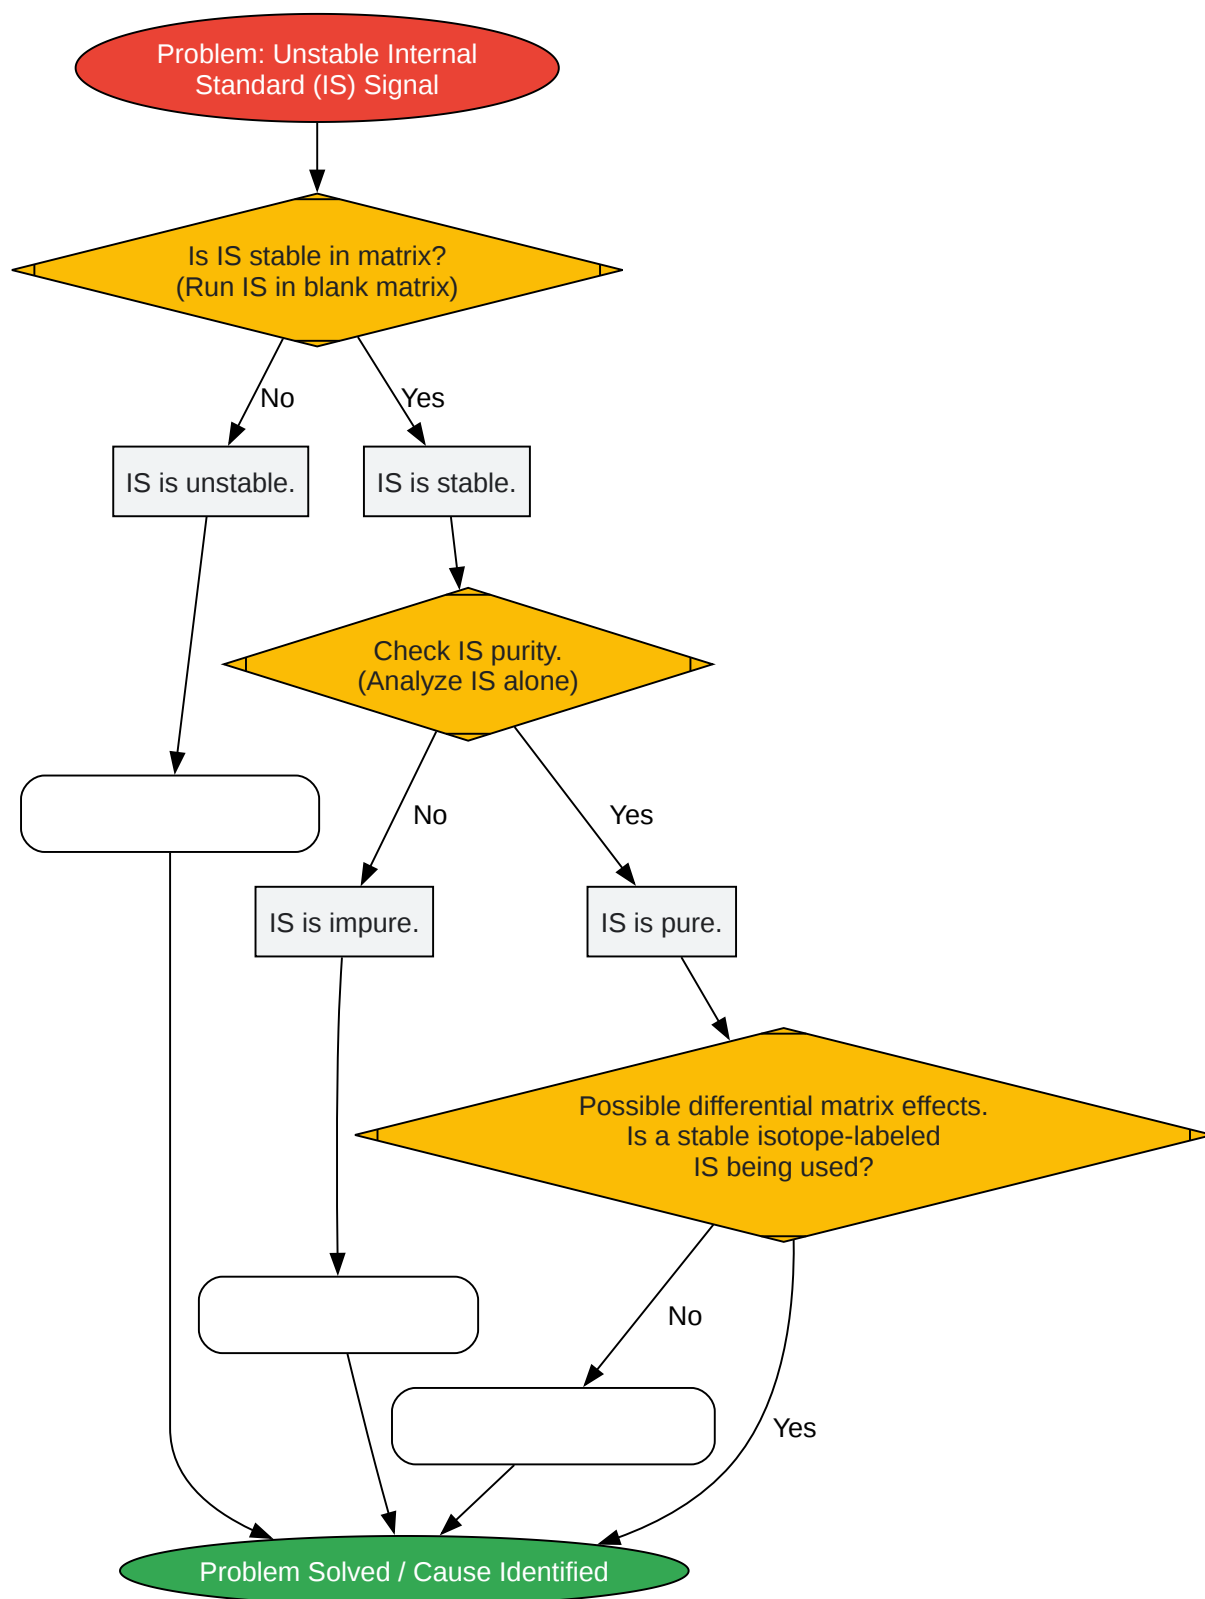 Problem: Unstable Internal
Standard (IS) Signal
Is IS stable in matrix?
(Run IS in blank matrix)
No
Yes
IS is unstable.
IS is stable.
Check IS purity.
(Analyze IS alone)
No
Yes
IS is impure.
IS is pure.
Possible differential matrix effects.
Is a stable isotope-labeled
IS being used?
No
Yes
Problem Solved / Cause Identified